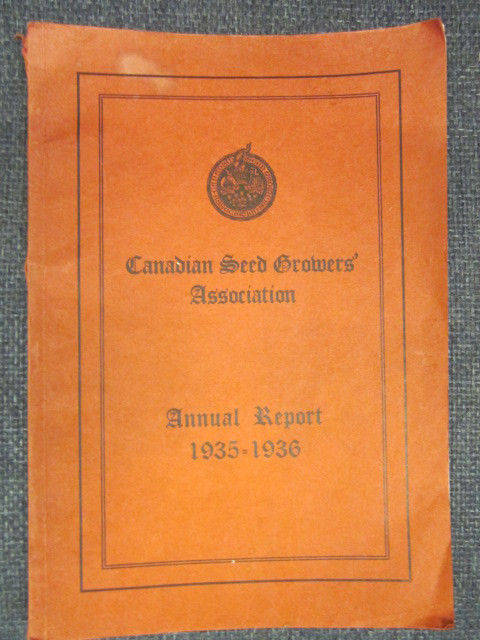 Canadian Seed Growers'
Association
Annual Report
1935-1936